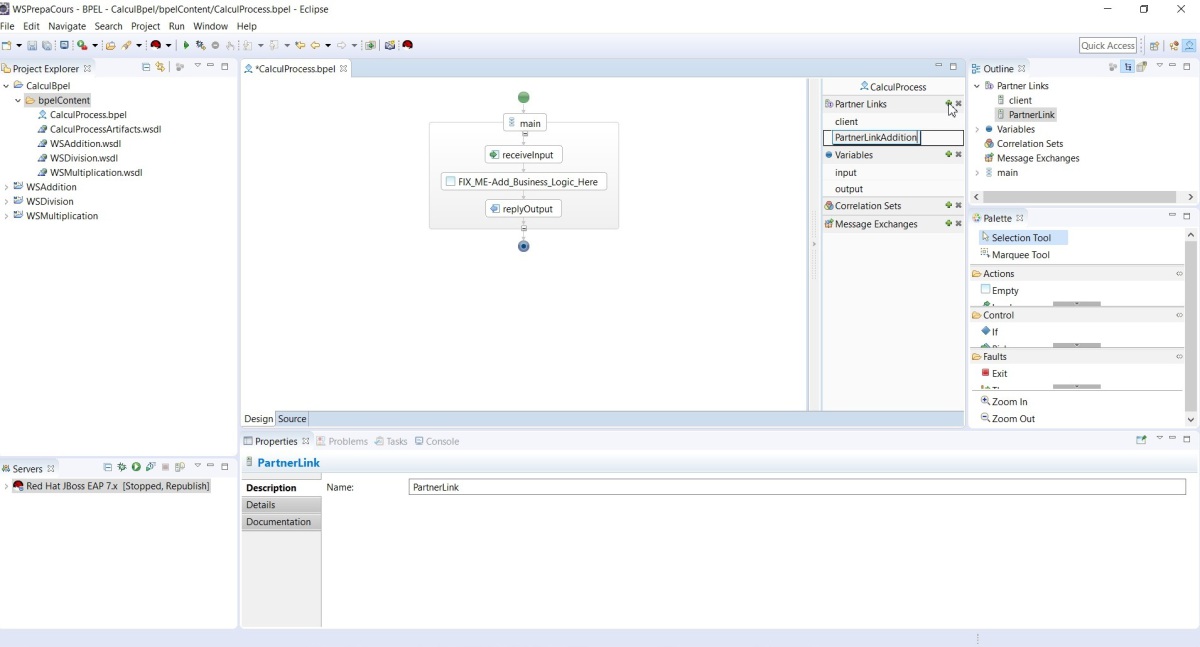 WSPrepaCours - BPEL - CalculBpel/bpelContent/CalculProcess.bpel - Eclipse
File Edit Navigate Search Project Run Window Help
Quick Access
Project Explorer
CalculBpel
bpelContent
CalculProcess.bpel
CalculProcessArtifacts.wsdl
WSAddition.wsdl
WSDivision.wsdl
WSMultiplication.wsdl
WSAddition
WSDivision
WSMultiplication
Servers
Red Hat JBoss EAP 7.x [Stopped, Republish]
*CalculProcess.bpel
main
receiveInput
FIX_ME-Add_Business_Logic_Here
replyOutput
Design Source
CalculProcess
Partner Links
client
PartnerLinkAddition
Variables
input
output
Correlation Sets
Message Exchanges
Outline
Partner Links
client
PartnerLink
Variables
Correlation Sets
Message Exchanges
main
Palette
Selection Tool
Marquee Tool
Actions
Empty
Control
If
Faults
Exit
Zoom In
Zoom Out
Properties Problems Tasks Console
PartnerLink
Description
Details
Documentation
Name: PartnerLink